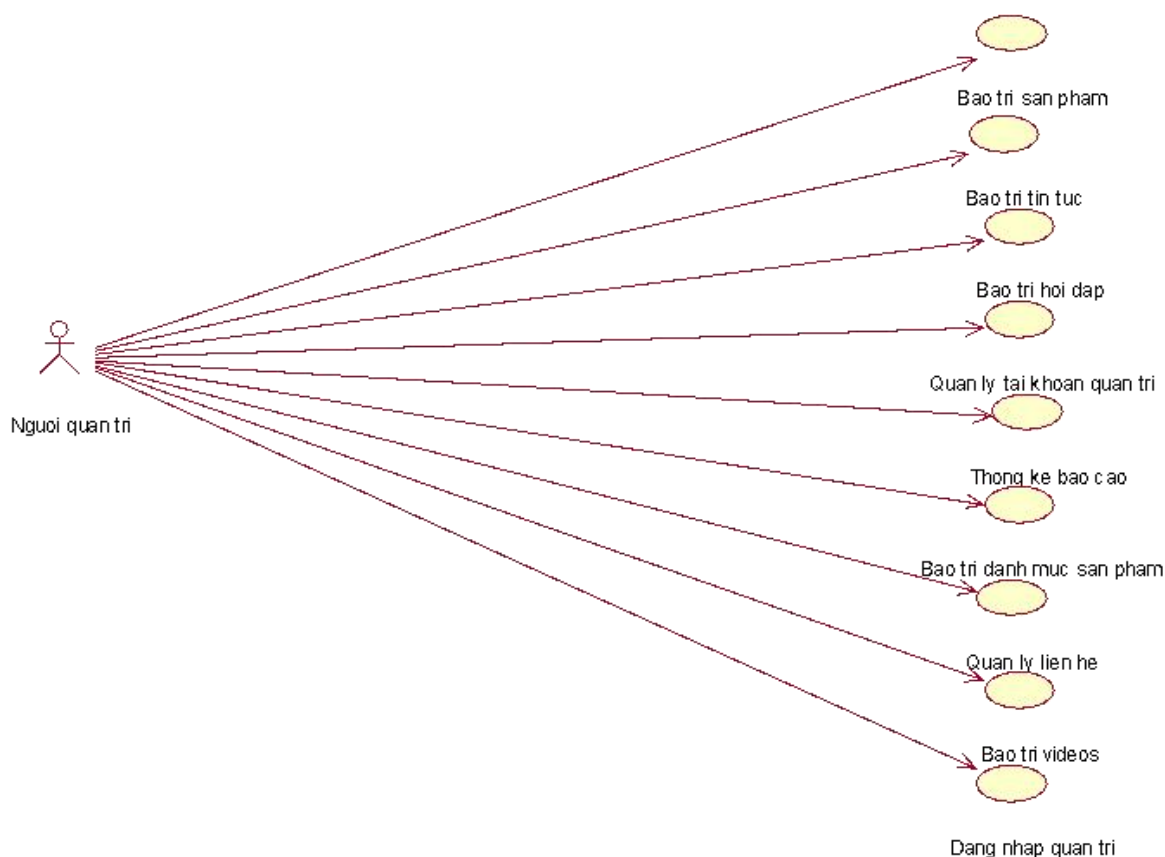 Bao tri san pham
Bao tri tin tuc
Bao tri hoi dap
Quan ly tai khoan quan tri
Nguoi quan tri
Thong ke bao cao
Bao tri danh muc san pham
Quan ly lien he
Bao tri videos
Dang nhap quan tri